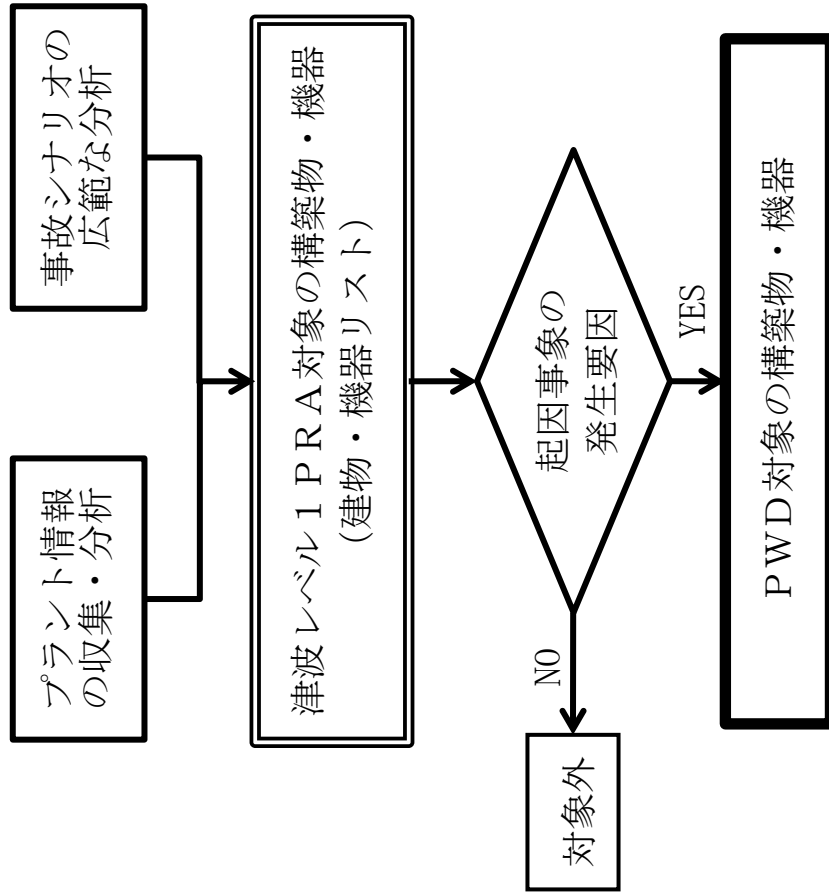 プラント情報
の収集・分析
事故シナリオの
広範な分析
津波レベル１ＰＲＡ対象の構築物・機器
(建物・機器リスト)
起因事象の
発生要因
NO
YES
対象外
ＰＷＤ対象の構築物・機器